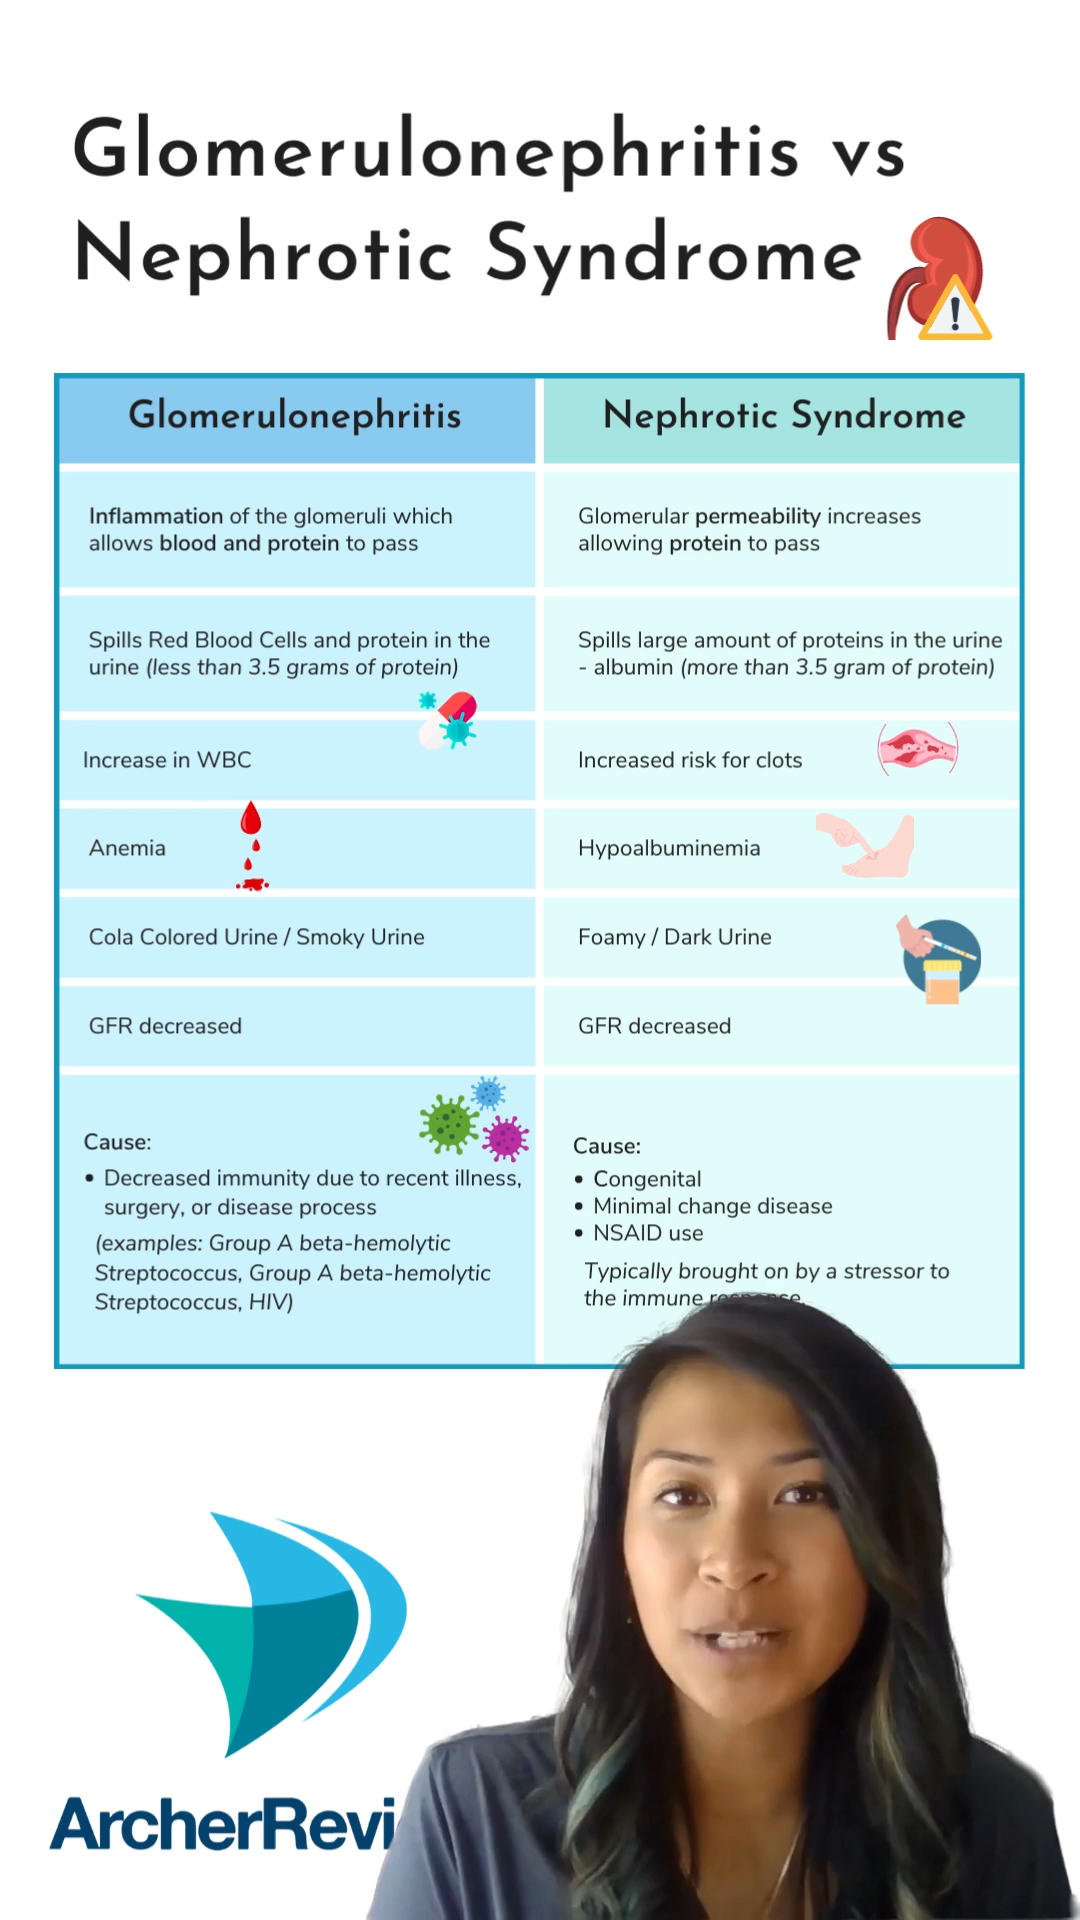 Glomerulonephritis vs
Nephrotic Syndrome
Glomerulonephritis
Nephrotic Syndrome
Inflammation of the glomeruli which
allows blood and protein to pass
Glomerular permeability increases
allowing protein to pass
Spills Red Blood Cells and protein in the
urine (less than 3.5 grams of protein)
Spills large amount of proteins in the urine
- albumin (more than 3.5 gram of protein)
Increase in WBC
Increased risk for clots
Anemia
Hypoalbuminemia
Cola Colored Urine / Smoky Urine
Foamy / Dark Urine
GFR decreased
GFR decreased
Cause:
• Decreased immunity due to recent illness,
surgery, or disease process
(examples: Group A beta-hemolytic
Streptococcus, Group A beta-hemolytic
Streptococcus, HIV)
Cause:
• Congenital
• Minimal change disease
• NSAID use
Typically brought on by a stressor to
the immune
ArcherRevi